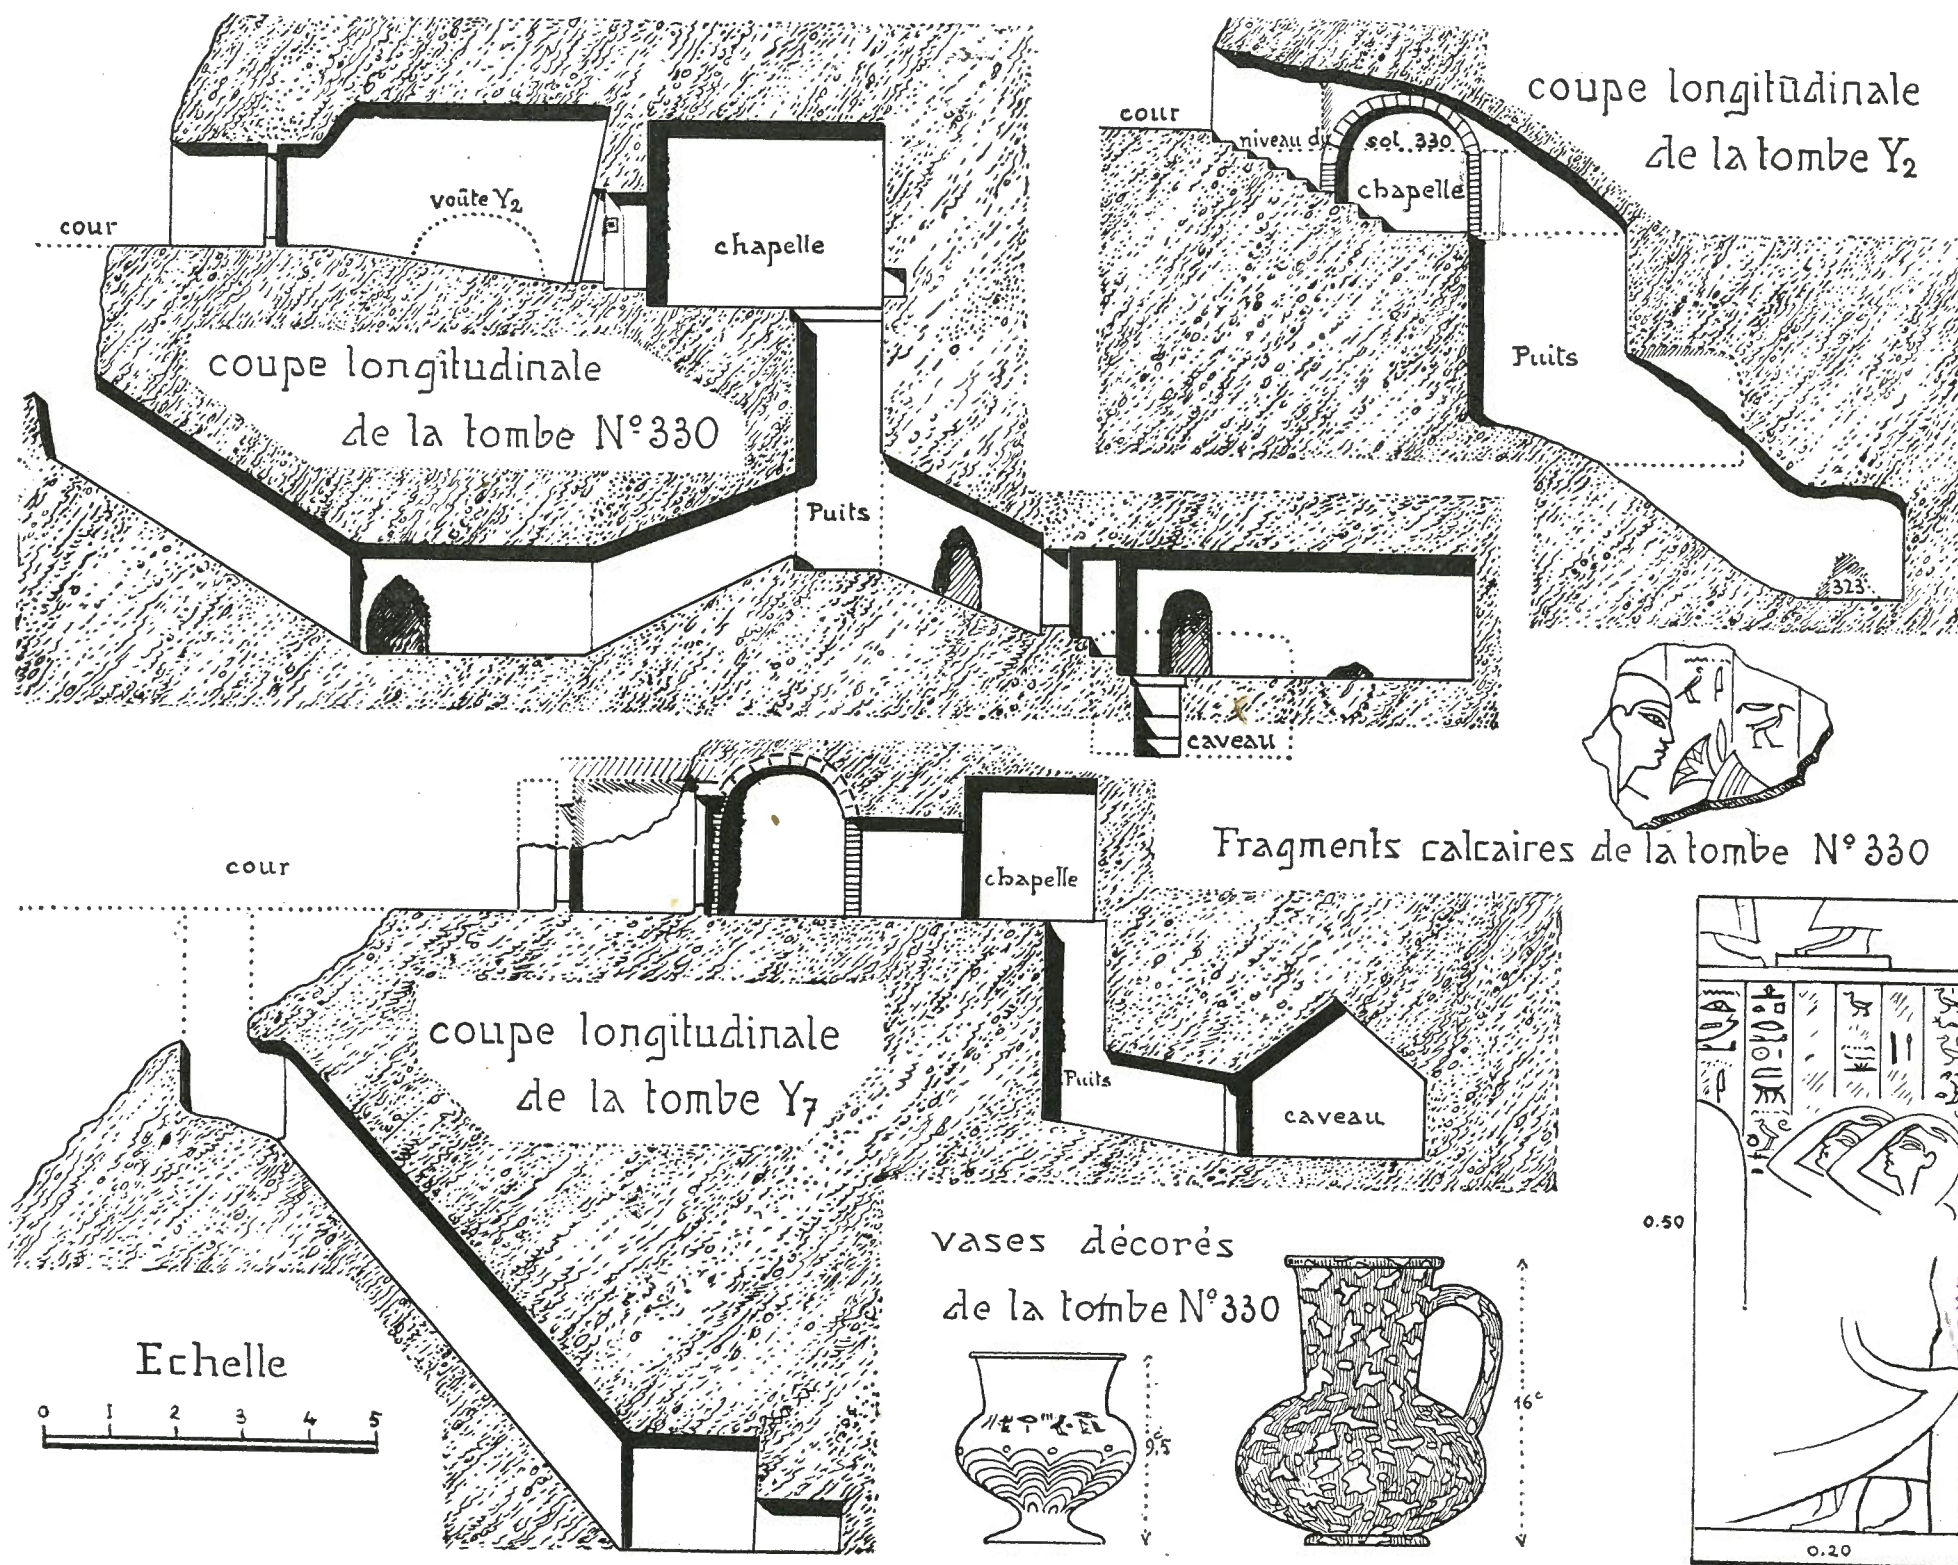 cour
voûte Y2
chapelle
coupe longitudinale
de la tombe Nº 330
Puits
caveau
cour
niveau du sol 330
chapelle
coupe longitudinale
de la tombe Y2
Puits
323
Fragments calcaires de la tombe Nº 330
cour
chapelle
coupe longitudinale
de la tombe Y7
Puits
caveau
Echelle
0 1 2 3 4 5
vases décorés
de la tombe Nº 330
9,5
16c
0.50
0.20